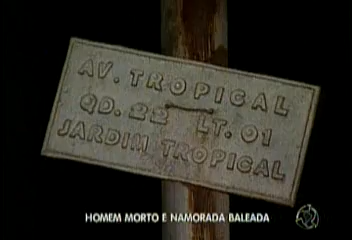 AV. TROPICAL
QD. 22 LT. 01
JARDIM TROPICAL
HOMEM MORTO E NAMORADA BALEADA